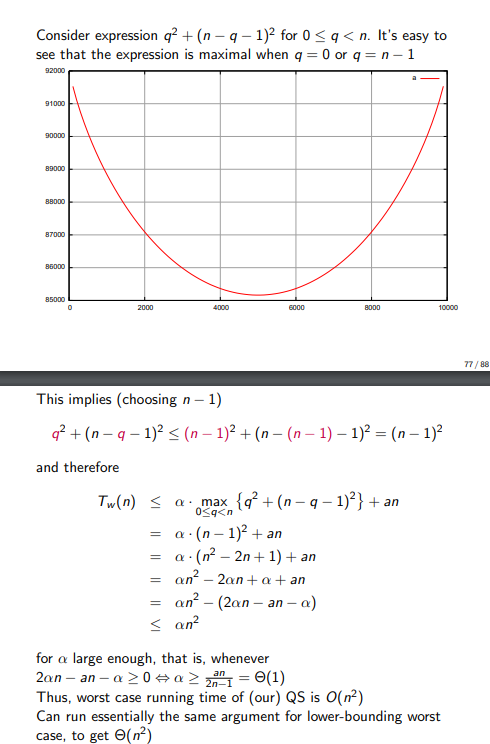 Consider expression q² + (n − q − 1)² for 0 ≤ q < n. It's easy to
see that the expression is maximal when q = 0 or q = n − 1
92000
a
91000
90000
89000
88000
87000
86000
85000
0 2000 4000 6000 8000 10000
77 / 88
This implies (choosing n − 1)
q² + (n − q − 1)² ≤ (n − 1)² + (n − (n − 1) − 1)² = (n − 1)²
and therefore
T_w(n) ≤ α · max_{0≤q<n} {q² + (n − q − 1)²} + an
= α · (n − 1)² + an
= α · (n² − 2n + 1) + an
= αn² − 2αn + α + an
= αn² − (2αn − an − α)
≤ αn²
for α large enough, that is, whenever
2αn − an − α ≥ 0 ⇔ α ≥ an/(2n−1) = Θ(1)
Thus, worst case running time of (our) QS is O(n²)
Can run essentially the same argument for lower-bounding worst
case, to get Θ(n²)